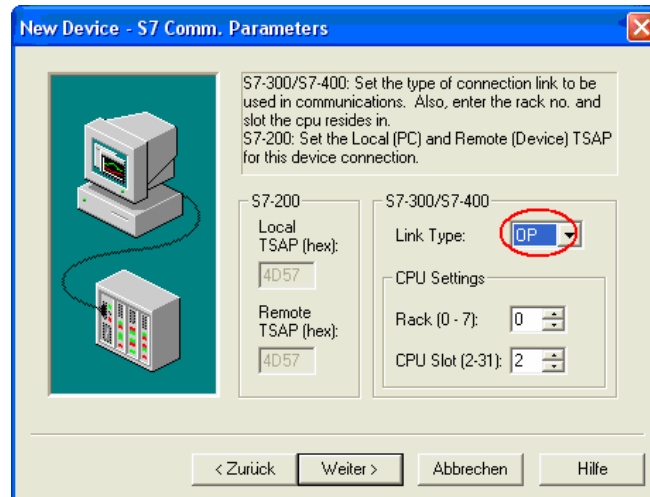 New Device - S7 Comm. Parameters
S7-300/S7-400: Set the type of connection link to be
used in communications. Also, enter the rack no. and
slot the cpu resides in.
S7-200: Set the Local (PC) and Remote (Device) TSAP
for this device connection.
S7-200
Local
TSAP (hex):
4D57
Remote
TSAP (hex):
4D57
S7-300/S7-400
Link Type: OP
CPU Settings
Rack (0 - 7): 0
CPU Slot (2-31): 2
< Zurück
Weiter >
Abbrechen
Hilfe